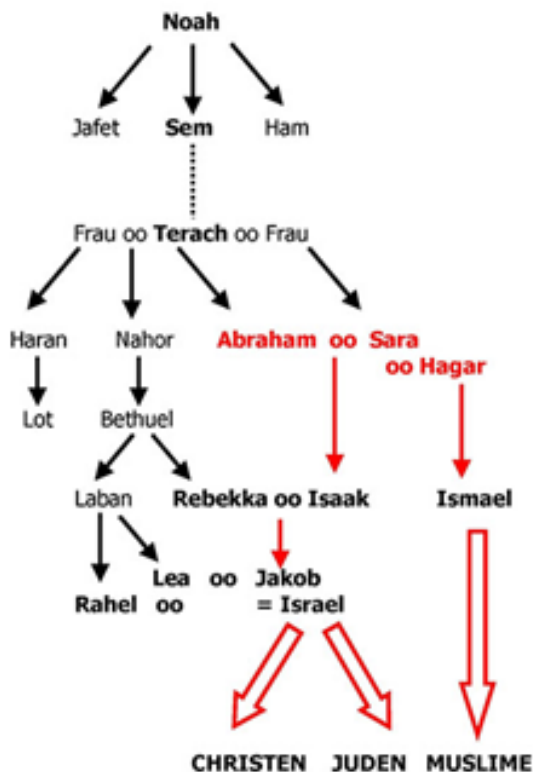 Noah
Jafet Sem Ham
Frau oo Terach oo Frau
Haran Nahor Abraham oo Sara
oo Hagar
Lot Bethuel
Laban Rebekka oo Isaak Ismael
Lea oo Jakob
Rahel oo = Israel
CHRISTEN JUDEN MUSLIME